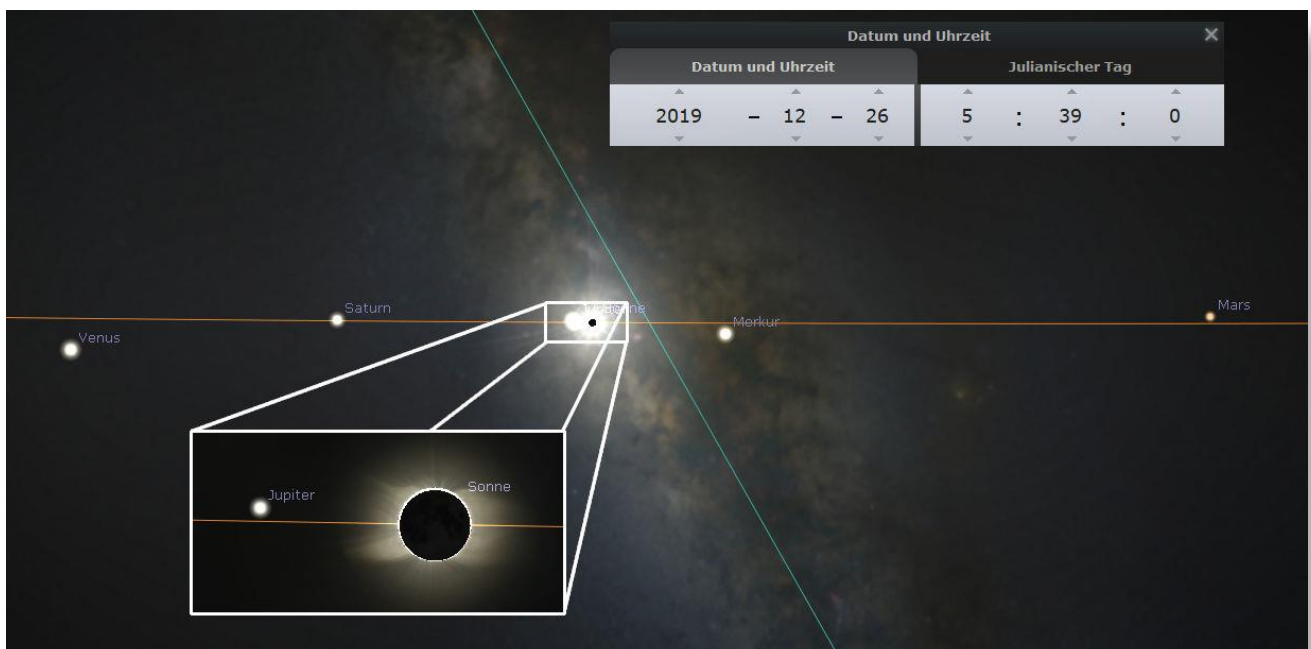 Datum und Uhrzeit
Datum und Uhrzeit Julianischer Tag
2019 – 12 – 26 5 : 39 : 0
Saturn
Mars
Venus
Merkur
Sonne
Jupiter